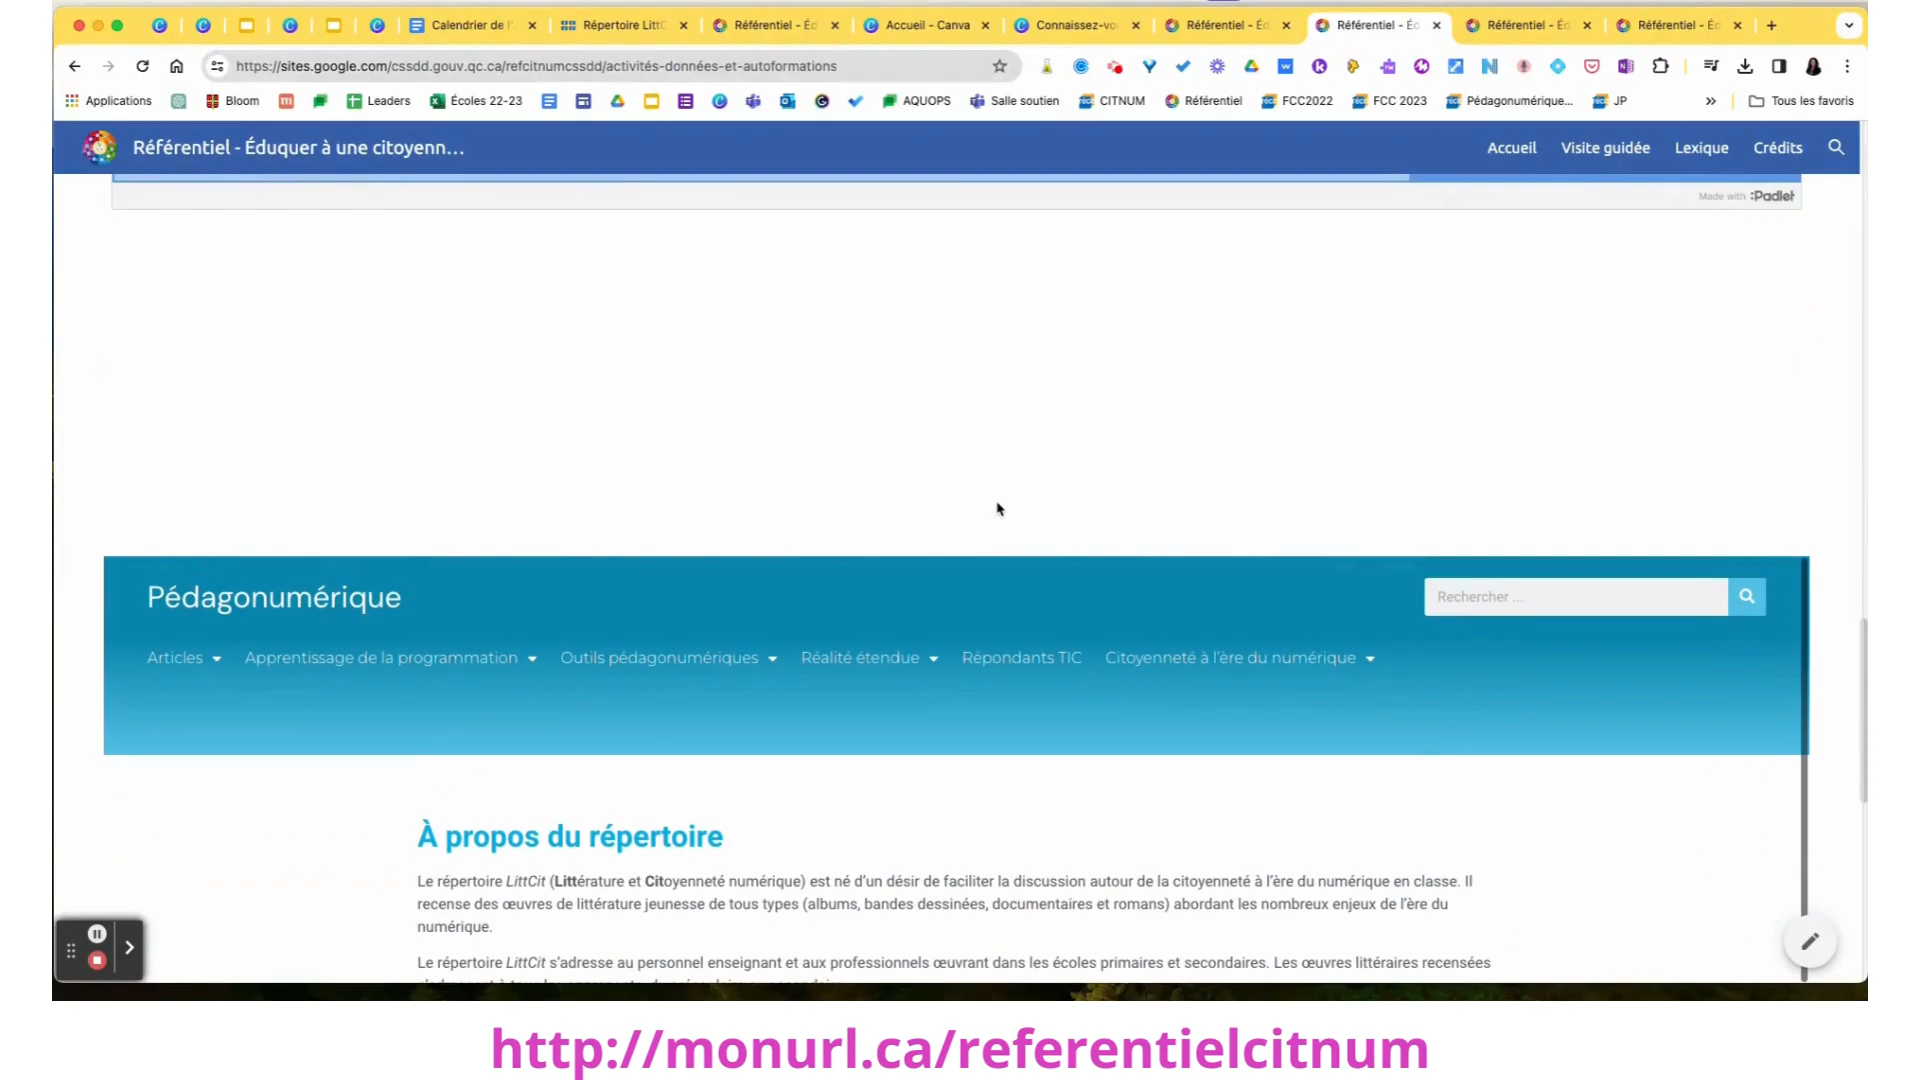 Calendrier de l'
Répertoire LittC
Référentiel - Éd
Accueil - Canva
Connaissez-vo
Référentiel - Éd
Référentiel - Éd
Référentiel - Éd
Référentiel - Éd
https://sites.google.com/cssdd.gouv.qc.ca/refcitnumcssdd/activités-données-et-autoformations
Applications
Bloom
Leaders
Écoles 22-23
AQUOPS
Salle soutien
CITNUM
Référentiel
FCC2022
FCC 2023
Pédagonumérique...
JP
Tous les favoris
Référentiel - Éduquer à une citoyenn...
Accueil
Visite guidée
Lexique
Crédits
Made with :Padlet
Pédagonumérique
Rechercher ...
Articles
Apprentissage de la programmation
Outils pédagonumériques
Réalité étendue
Répondants TIC
Citoyenneté à l'ère du numérique
À propos du répertoire
Le répertoire LittCit (Littérature et Citoyenneté numérique) est né d'un désir de faciliter la discussion autour de la citoyenneté à l'ère du numérique en classe. Il
recense des œuvres de littérature jeunesse de tous types (albums, bandes dessinées, documentaires et romans) abordant les nombreux enjeux de l'ère du
numérique.
Le répertoire LittCit s'adresse au personnel enseignant et aux professionnels œuvrant dans les écoles primaires et secondaires. Les œuvres littéraires recensées
http://monurl.ca/referentielcitnum